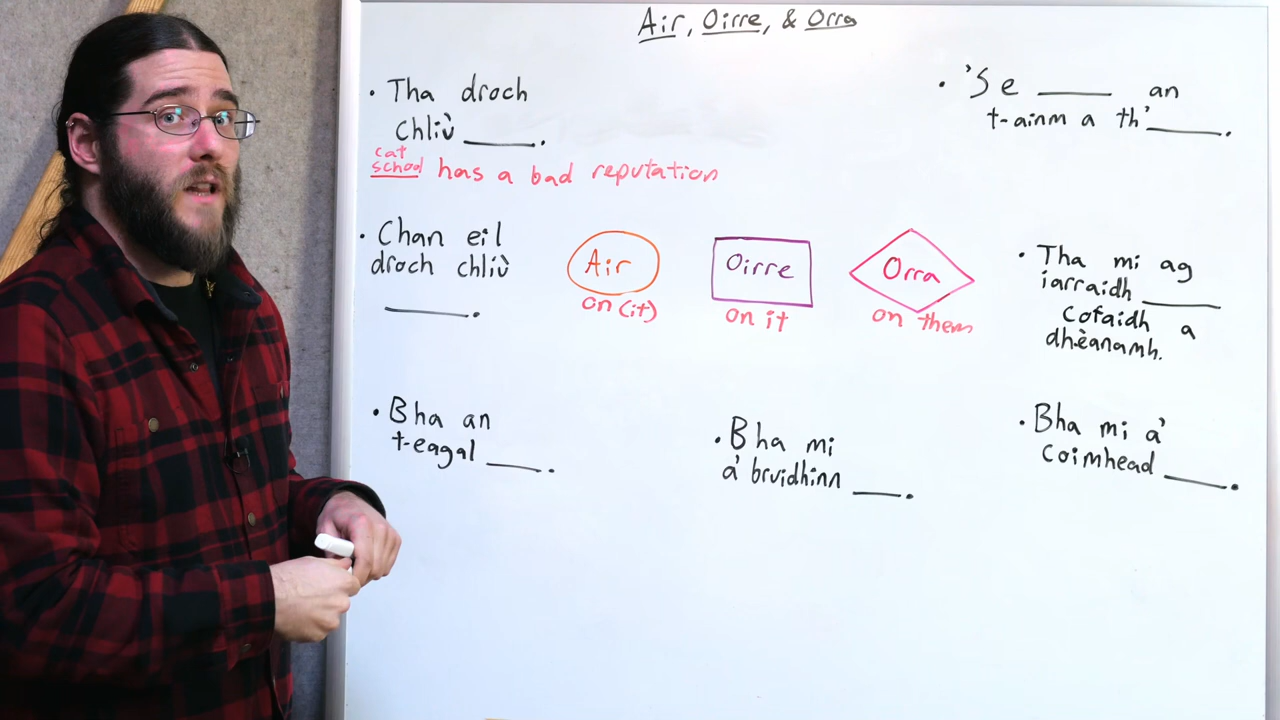 Air, Oirre, & Orra
• Tha droch
chliù ____.
cat
school has a bad reputation
• 'S e ____ an
t-ainm a th'____.
• Chan eil
droch chliù
____.
Air
on (it)
Oirre
on it
Orra
on them
• Tha mi ag
iarraidh ____
cofaidh a
dhèanamh.
• Bha an
t-eagal ____.
• Bha mi
a' bruidhinn ____.
• Bha mi a'
coimhead ____.